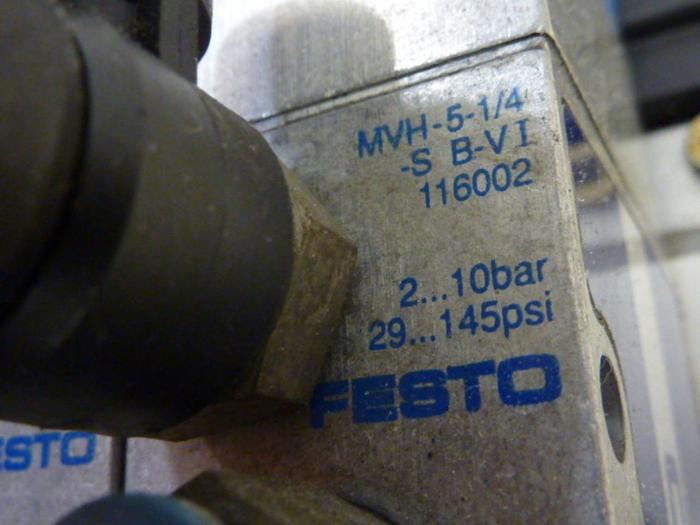 MVH-5-1/4
-S B-VI
116002
2...10bar
29...145psi
FESTO
ESTO